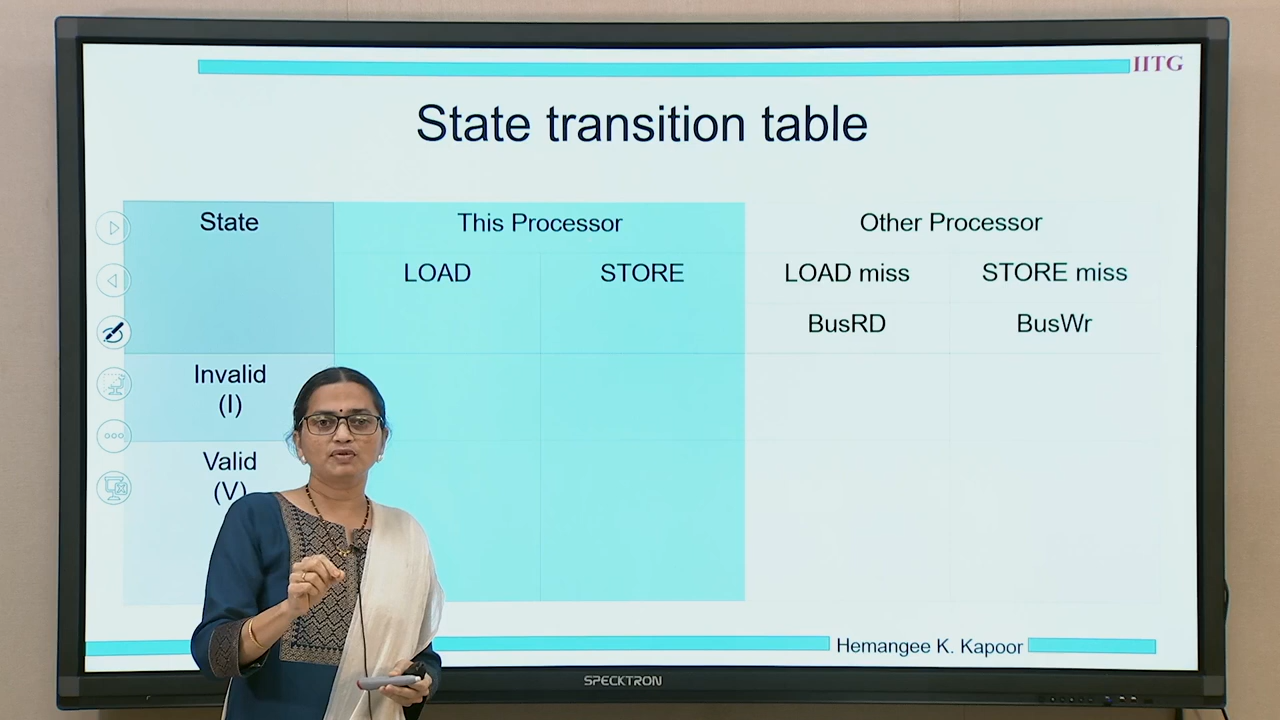 IITG
State transition table
State
This Processor
Other Processor
LOAD
STORE
LOAD miss
STORE miss
BusRD
BusWr
Invalid
(I)
Valid
(V)
Hemangee K. Kapoor
SPECKTRON